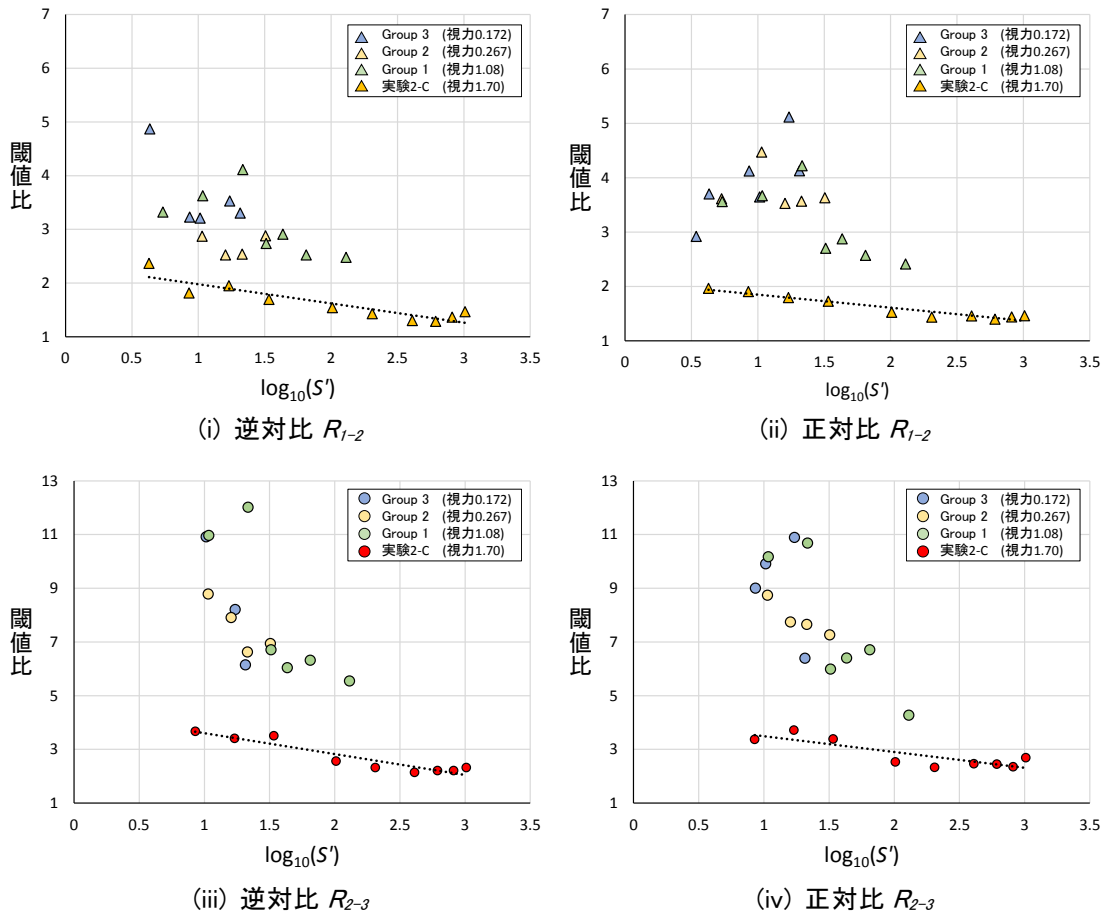 7
6
5
4
3
2
1
閾値比
Group 3 (視力0.172)
Group 2 (視力0.267)
Group 1 (視力1.08)
実験2-C (視力1.70)
0 0.5 1 1.5 2 2.5 3 3.5
log10(S′)
(i) 逆対比 R1-2
7
6
5
4
3
2
1
閾値比
Group 3 (視力0.172)
Group 2 (視力0.267)
Group 1 (視力1.08)
実験2-C (視力1.70)
0 0.5 1 1.5 2 2.5 3 3.5
log10(S′)
(ii) 正対比 R1-2
13
11
9
7
5
3
1
閾値比
Group 3 (視力0.172)
Group 2 (視力0.267)
Group 1 (視力1.08)
実験2-C (視力1.70)
0 0.5 1 1.5 2 2.5 3 3.5
log10(S′)
(iii) 逆対比 R2-3
13
11
9
7
5
3
1
閾値比
Group 3 (視力0.172)
Group 2 (視力0.267)
Group 1 (視力1.08)
実験2-C (視力1.70)
0 0.5 1 1.5 2 2.5 3 3.5
log10(S′)
(iv) 正対比 R2-3